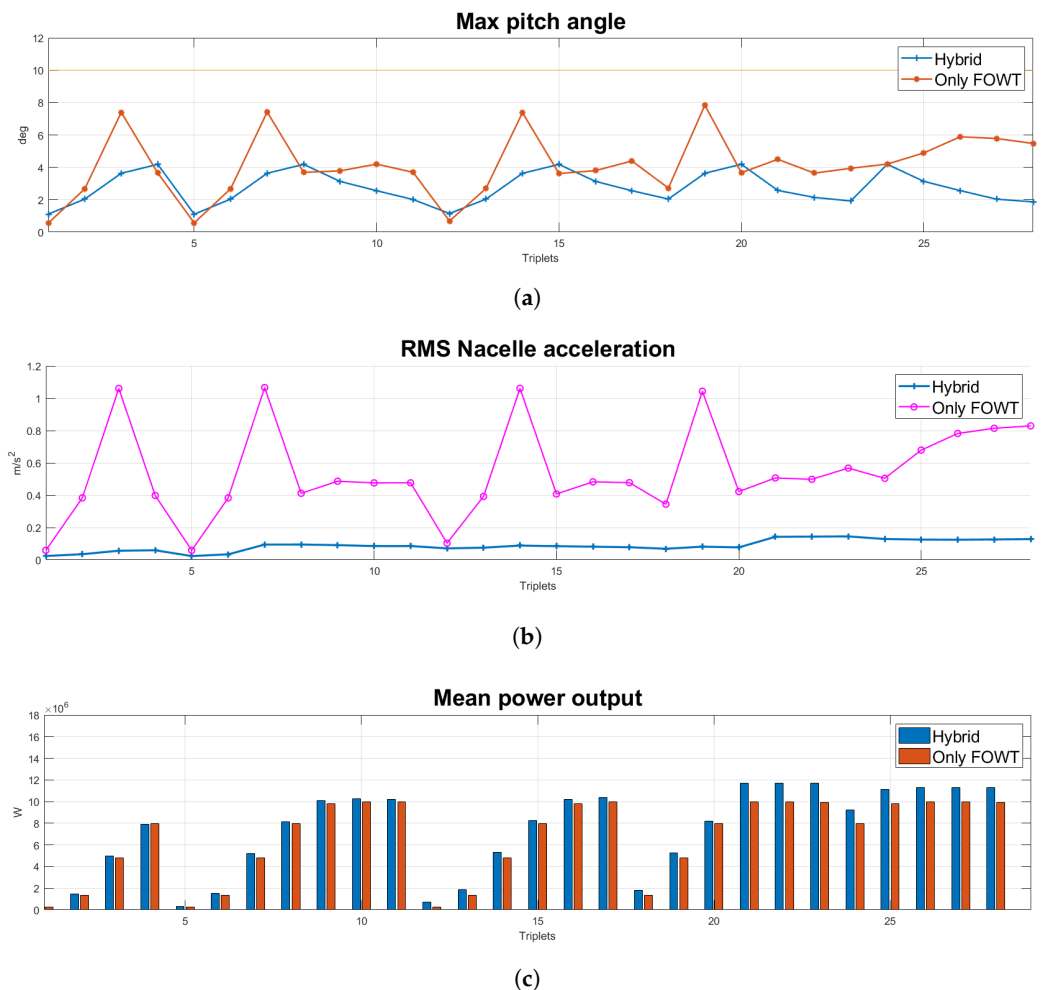 Max pitch angle
12
10
8
6
4
2
0
deg
5
10
15
20
25
Triplets
Hybrid
Only FOWT
(a)
RMS Nacelle acceleration
1.2
1
0.8
0.6
0.4
0.2
0
m/s²
5
10
15
20
25
Triplets
Hybrid
Only FOWT
(b)
Mean power output
×10⁶
18
16
14
12
10
8
6
4
2
0
W
5
10
15
20
25
Triplets
Hybrid
Only FOWT
(c)